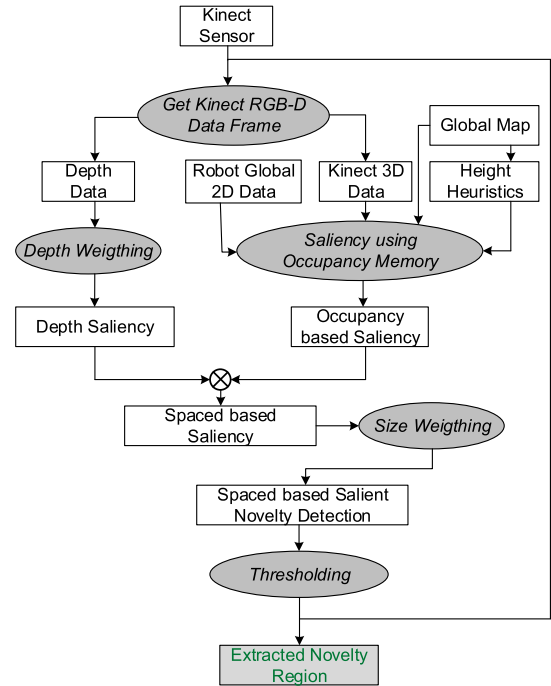 Kinect
Sensor
Get Kinect RGB-D
Data Frame
Global Map
Depth
Data
Robot Global
2D Data
Kinect 3D
Data
Height
Heuristics
Depth Weigthing
Saliency using
Occupancy Memory
Depth Saliency
Occupancy
based Saliency
Spaced based
Saliency
Size Weigthing
Spaced based Salient
Novelty Detection
Thresholding
Extracted Novelty
Region